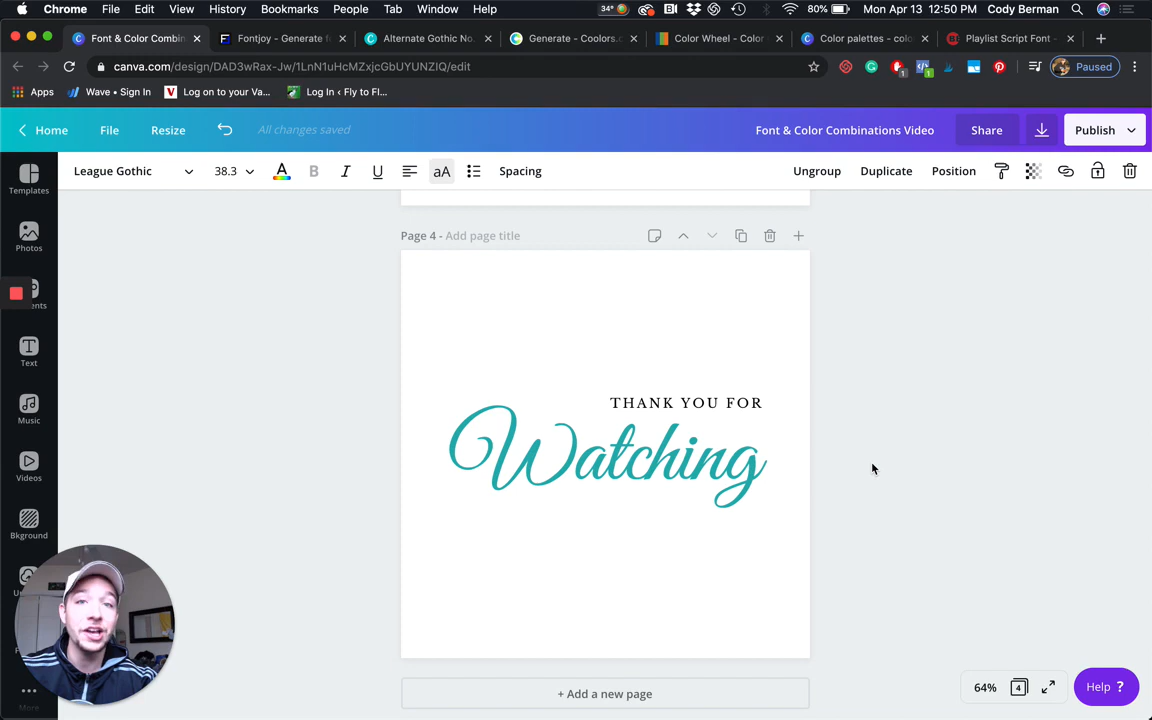 Chrome File Edit View History Bookmarks People Tab Window Help 34° 80% Mon Apr 13 12:50 PM Cody Berman
Font & Color Combin Fontjoy - Generate f Alternate Gothic No. Generate - Coolors.c Color Wheel - Color Color palettes - colo Playlist Script Font -
canva.com/design/DAD3wRax-Jw/1LnN1uHcMZxjcGbUYUNZIQ/edit 1 1 Paused
Apps Wave • Sign In Log on to your Va... Log In ‹ Fly to Fl...
Home File Resize All changes saved Font & Color Combinations Video Share Publish
League Gothic 38.3 A B I U aA Spacing Ungroup Duplicate Position
Templates
Page 4 - Add page title
Photos
ents
Text
THANK YOU FOR
Music
Watching
Videos
Bkground
U
More
+ Add a new page
64% 4 Help ?